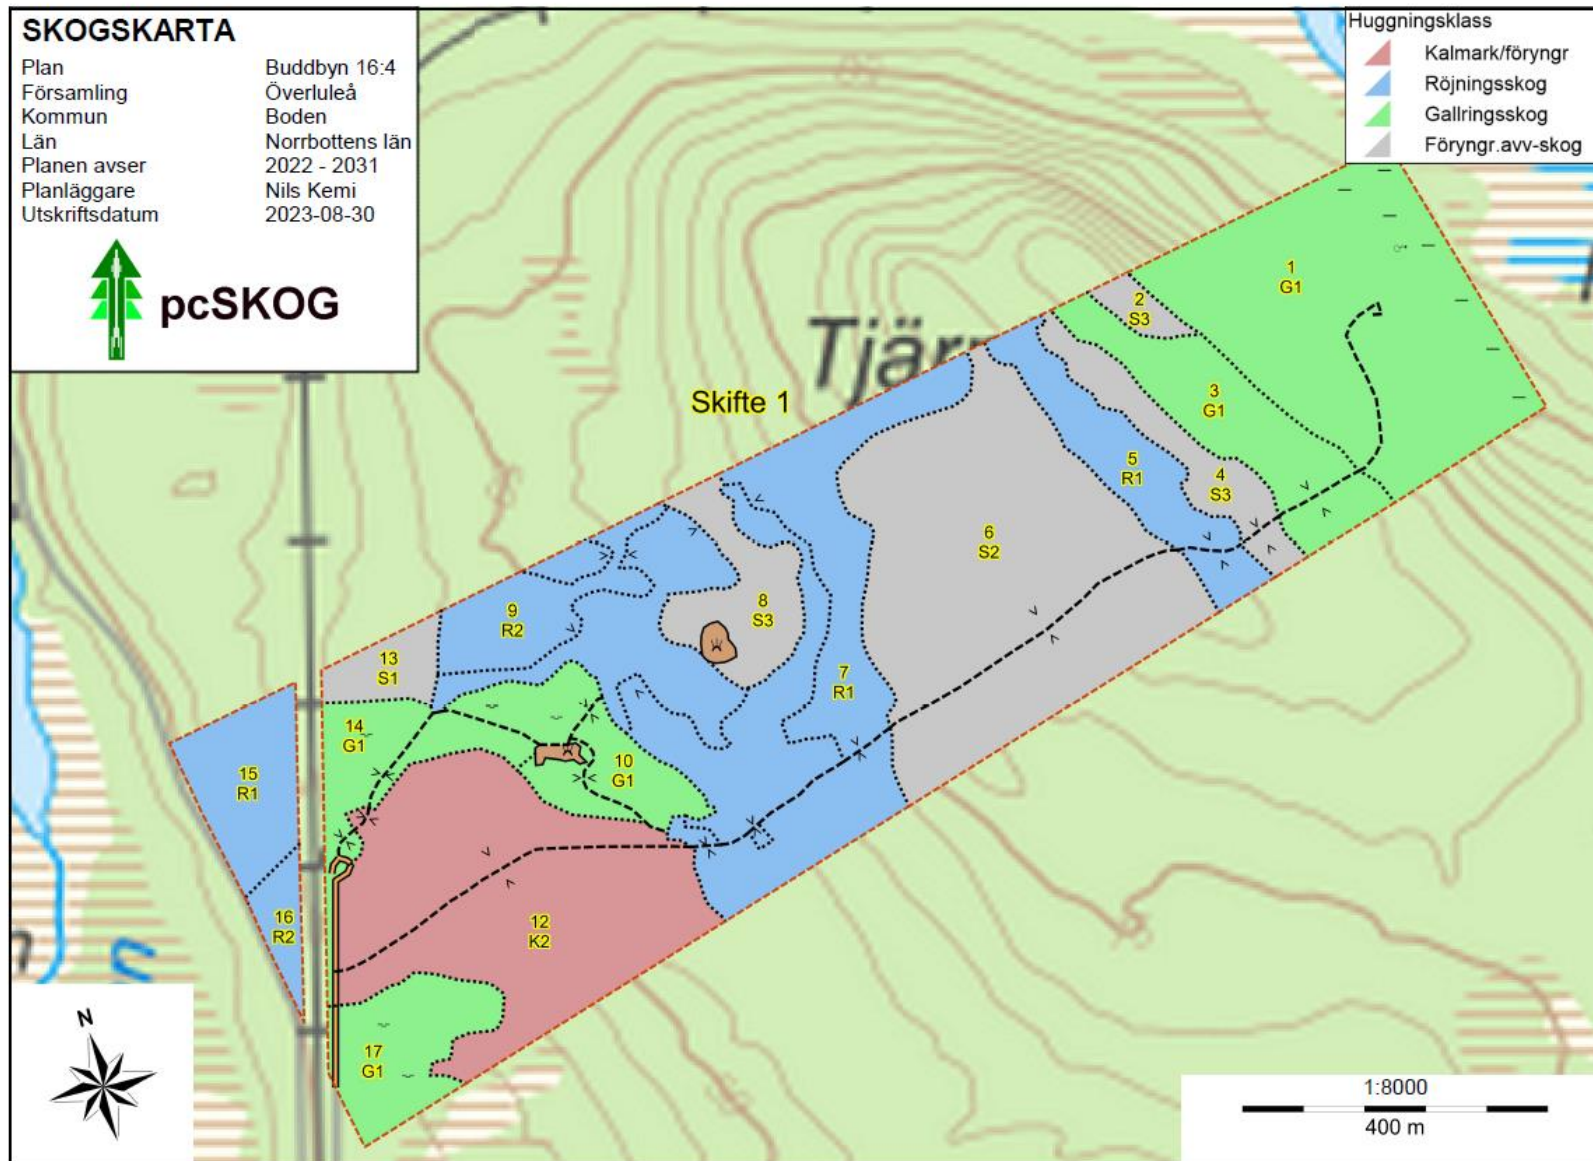 SKOGSKARTA
Plan Buddbyn 16:4
Församling Överluleå
Kommun Boden
Län Norrbottens län
Planen avser 2022 - 2031
Planläggare Nils Kemi
Utskriftsdatum 2023-08-30
pcSKOG
Huggningsklass
Kalmark/föryngr
Röjningsskog
Gallringsskog
Föryngr.avv-skog
Skifte 1
1
G1
2
S3
3
G1
4
S3
5
R1
6
S2
7
R1
8
S3
9
R2
10
G1
12
K2
13
S1
14
G1
15
R1
16
R2
17
G1
N
1:8000
400 m